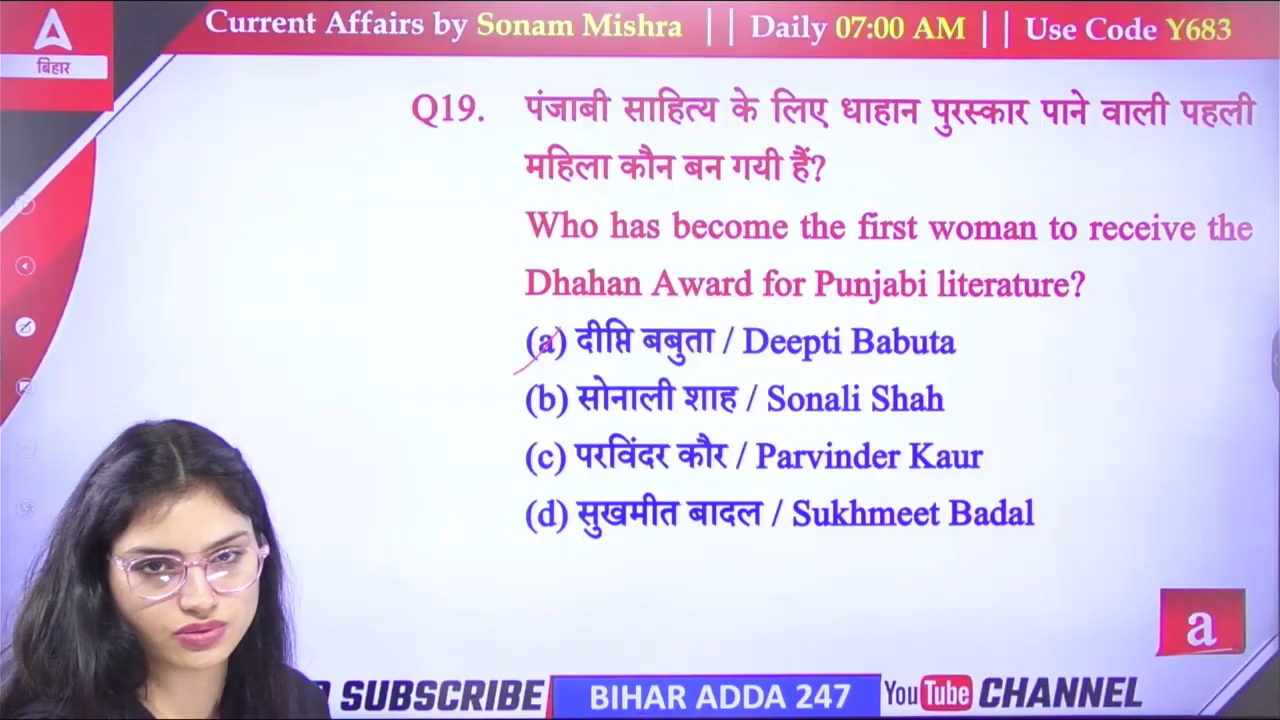 Current Affairs by Sonam Mishra || Daily 07:00 AM || Use Code Y683
बिहार
Q19. पंजाबी साहित्य के लिए धाहान पुरस्कार पाने वाली पहली
महिला कौन बन गयी हैं?
Who has become the first woman to receive the
Dhahan Award for Punjabi literature?
(a) दीप्ति बबुता / Deepti Babuta
(b) सोनाली शाह / Sonali Shah
(c) परविंदर कौर / Parvinder Kaur
(d) सुखमीत बादल / Sukhmeet Badal
a
SUBSCRIBE BIHAR ADDA 247 YouTube CHANNEL